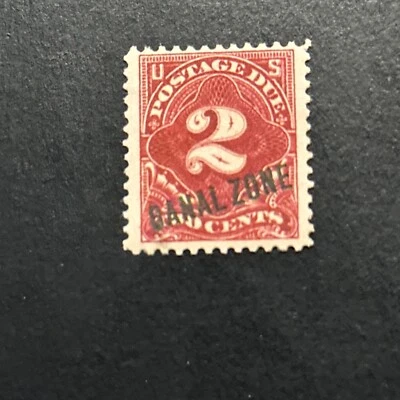 U S
POSTAGE DUE
2
CANAL ZONE
CENTS